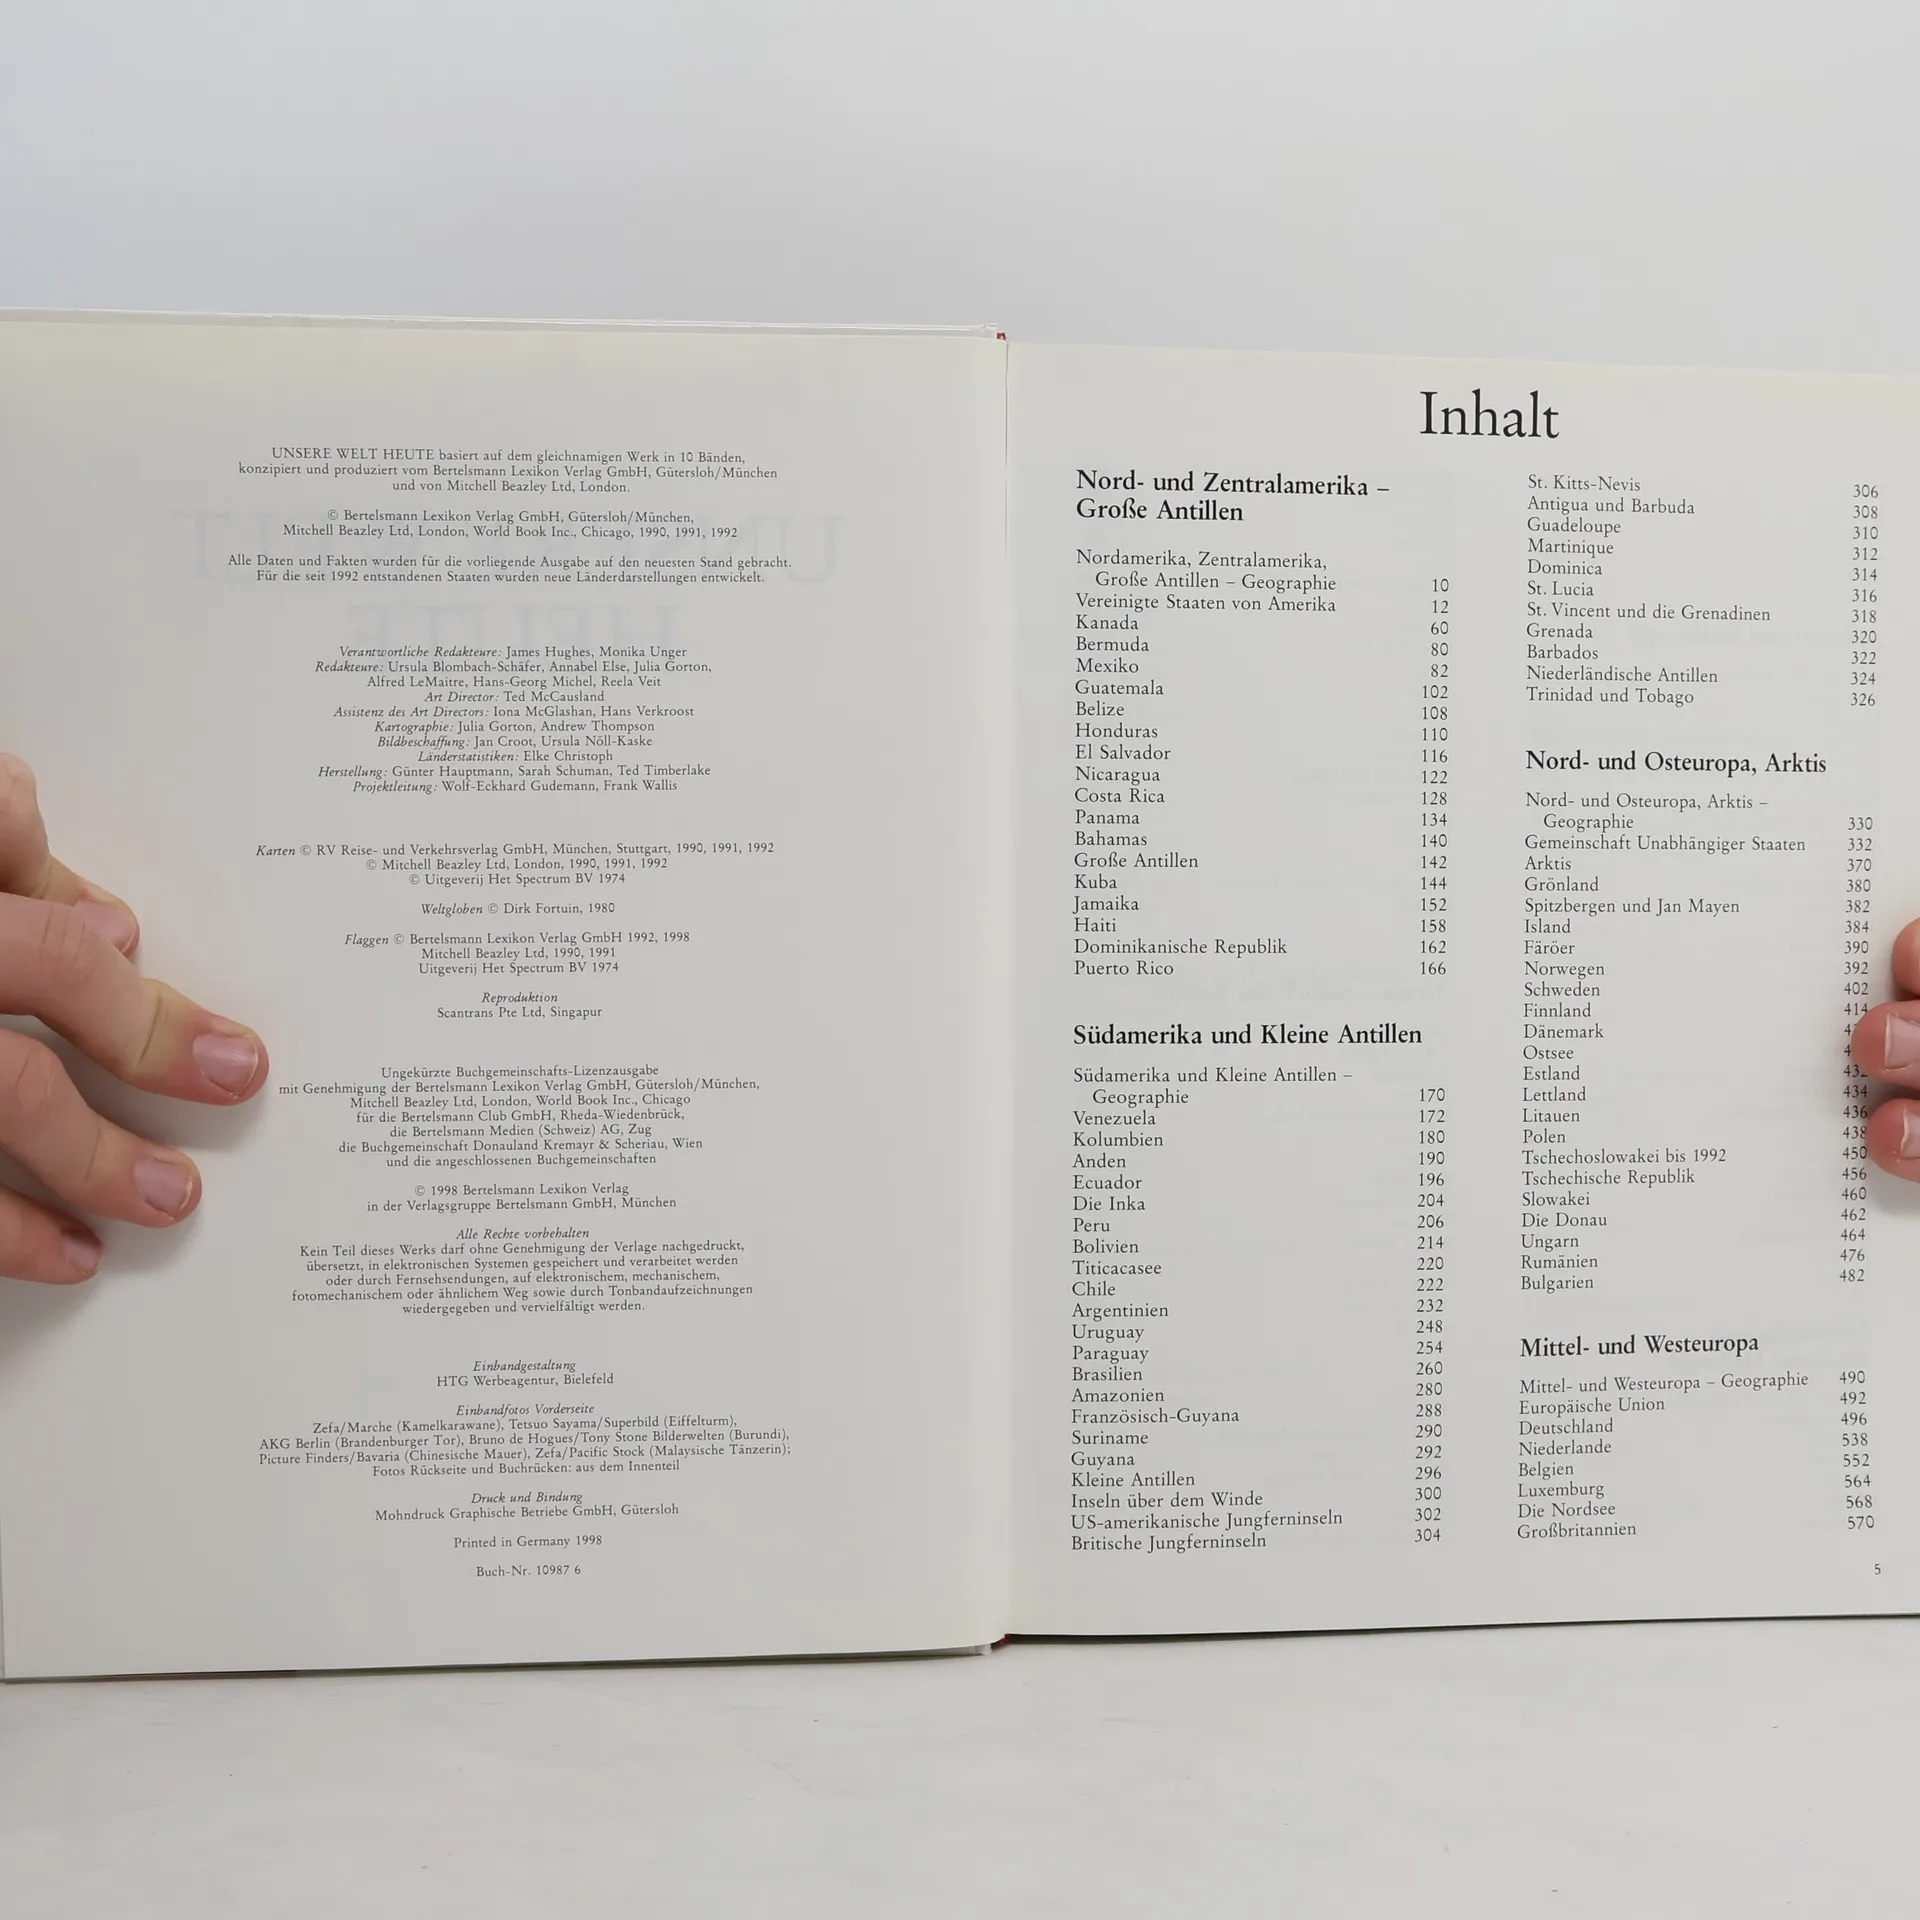 UNSERE WELT HEUTE basiert auf dem gleichnamigen Werk in 10 Bänden,
konzipiert und produziert vom Bertelsmann Lexikon Verlag GmbH, Gütersloh/München
und von Mitchell Beazley Ltd, London.
© Bertelsmann Lexikon Verlag GmbH, Gütersloh/München,
Mitchell Beazley Ltd, London, World Book Inc., Chicago, 1990, 1991, 1992
Alle Daten und Fakten wurden für die vorliegende Ausgabe auf den neuesten Stand gebracht.
Für die seit 1992 entstandenen Staaten wurden neue Länderdarstellungen entwickelt.
Verantwortliche Redakteure: James Hughes, Monika Unger
Redakteure: Ursula Blombach-Schäfer, Annabel Else, Julia Gorton,
Alfred LeMaitre, Hans-Georg Michel, Reela Veit
Art Director: Ted McCausland
Assistenz des Art Directors: Iona McGlashan, Hans Verkroost
Kartographie: Julia Gorton, Andrew Thompson
Bildbeschaffung: Jan Croot, Ursula Nöll-Kaske
Länderstatistiken: Elke Christoph
Herstellung: Günter Hauptmann, Sarah Schuman, Ted Timberlake
Projektleitung: Wolf-Eckhard Gudemann, Frank Wallis
Karten © RV Reise- und Verkehrsverlag GmbH, München, Stuttgart, 1990, 1991, 1992
© Mitchell Beazley Ltd, London, 1990, 1991, 1992
© Uitgeverij Het Spectrum BV 1974
Weltgloben © Dirk Fortuin, 1980
Flaggen © Bertelsmann Lexikon Verlag GmbH 1992, 1998
Mitchell Beazley Ltd, 1990, 1991
Uitgeverij Het Spectrum BV 1974
Reproduktion
Scantrans Pte Ltd, Singapur
Ungekürzte Buchgemeinschafts-Lizenzausgabe
mit Genehmigung der Bertelsmann Lexikon Verlag GmbH, Gütersloh/München,
Mitchell Beazley Ltd, London, World Book Inc., Chicago
für die Bertelsmann Club GmbH, Rheda-Wiedenbrück,
die Bertelsmann Medien (Schweiz) AG, Zug
die Buchgemeinschaft Donauland Kremayr & Scheriau, Wien
und die angeschlossenen Buchgemeinschaften
© 1998 Bertelsmann Lexikon Verlag
in der Verlagsgruppe Bertelsmann GmbH, München
Alle Rechte vorbehalten
Kein Teil dieses Werks darf ohne Genehmigung der Verlage nachgedruckt,
übersetzt, in elektronischen Systemen gespeichert und verarbeitet werden
oder durch Fernsehsendungen, auf elektronischem, mechanischem,
fotomechanischem oder ähnlichem Weg sowie durch Tonbandaufzeichnungen
wiedergegeben und vervielfältigt werden.
Einbandgestaltung
HTG Werbeagentur, Bielefeld
Einbandfotos Vorderseite
Zefa/Marche (Kamelkarawane), Tetsuo Sayama/Superbild (Eiffelturm),
AKG Berlin (Brandenburger Tor), Bruno de Hogues/Tony Stone Bilderwelten (Burundi),
Picture Finders/Bavaria (Chinesische Mauer), Zefa/Pacific Stock (Malaysische Tänzerin);
Fotos Rückseite und Buchrücken: aus dem Innenteil
Druck und Bindung
Mohndruck Graphische Betriebe GmbH, Gütersloh
Printed in Germany 1998
Buch-Nr. 10987 6
Inhalt
Nord- und Zentralamerika –
Große Antillen
Nordamerika, Zentralamerika,
Große Antillen – Geographie 10
Vereinigte Staaten von Amerika 12
Kanada 60
Bermuda 80
Mexiko 82
Guatemala 102
Belize 108
Honduras 110
El Salvador 116
Nicaragua 122
Costa Rica 128
Panama 134
Bahamas 140
Große Antillen 142
Kuba 144
Jamaika 152
Haiti 158
Dominikanische Republik 162
Puerto Rico 166
Südamerika und Kleine Antillen
Südamerika und Kleine Antillen –
Geographie 170
Venezuela 172
Kolumbien 180
Anden 190
Ecuador 196
Die Inka 204
Peru 206
Bolivien 214
Titicacasee 220
Chile 222
Argentinien 232
Uruguay 248
Paraguay 254
Brasilien 260
Amazonien 280
Französisch-Guyana 288
Suriname 290
Guyana 292
Kleine Antillen 296
Inseln über dem Winde 300
US-amerikanische Jungferninseln 302
Britische Jungferninseln 304
St. Kitts-Nevis 306
Antigua und Barbuda 308
Guadeloupe 310
Martinique 312
Dominica 314
St. Lucia 316
St. Vincent und die Grenadinen 318
Grenada 320
Barbados 322
Niederländische Antillen 324
Trinidad und Tobago 326
Nord- und Osteuropa, Arktis
Nord- und Osteuropa, Arktis –
Geographie 330
Gemeinschaft Unabhängiger Staaten 332
Arktis 370
Grönland 380
Spitzbergen und Jan Mayen 382
Island 384
Färöer 390
Norwegen 392
Schweden 402
Finnland 414
Dänemark
Ostsee
Estland
Lettland 434
Litauen 436
Polen 438
Tschechoslowakei bis 1992 450
Tschechische Republik 456
Slowakei 460
Die Donau 462
Ungarn 464
Rumänien 476
Bulgarien 482
Mittel- und Westeuropa
Mittel- und Westeuropa – Geographie 490
Europäische Union 492
Deutschland 496
Niederlande 538
Belgien 552
Luxemburg 564
Die Nordsee 568
Großbritannien 570
5